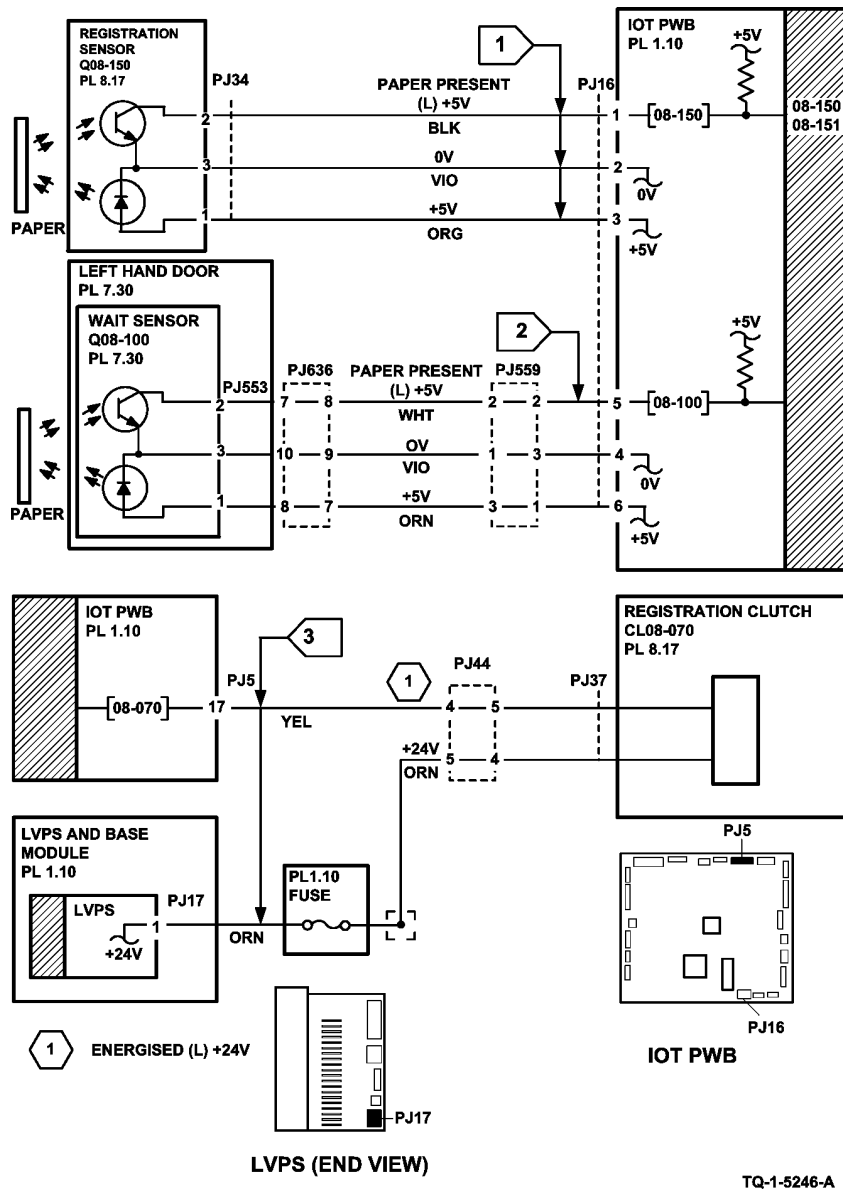 REGISTRATION
SENSOR
Q08-150
PL 8.17
PJ34
1
PAPER PRESENT
(L) +5V
BLK
PJ16
IOT PWB
PL 1.10
+5V
2
1
[08-150]
08-150
08-151
3
0V
VIO
2
0V
1
+5V
ORG
3
+5V
PAPER
LEFT HAND DOOR
PL 7.30
WAIT SENSOR
Q08-100
PL 7.30
2
+5V
PJ553
PJ636
PAPER PRESENT
(L) +5V
WHT
PJ559
2
7
8
2
2
5
[08-100]
3
10
9
OV
VIO
1
3
4
0V
1
8
7
+5V
ORN
3
1
6
+5V
PAPER
IOT PWB
PL 1.10
3
REGISTRATION CLUTCH
CL08-070
PL 8.17
PJ5
1
PJ44
PJ37
[08-070]
17
YEL
4
5
+24V
ORN
5
4
LVPS AND BASE
MODULE
PL 1.10
LVPS
PJ17
1
+24V
ORN
PL1.10
FUSE
PJ5
PJ16
IOT PWB
1
ENERGISED (L) +24V
PJ17
LVPS (END VIEW)
TQ-1-5246-A